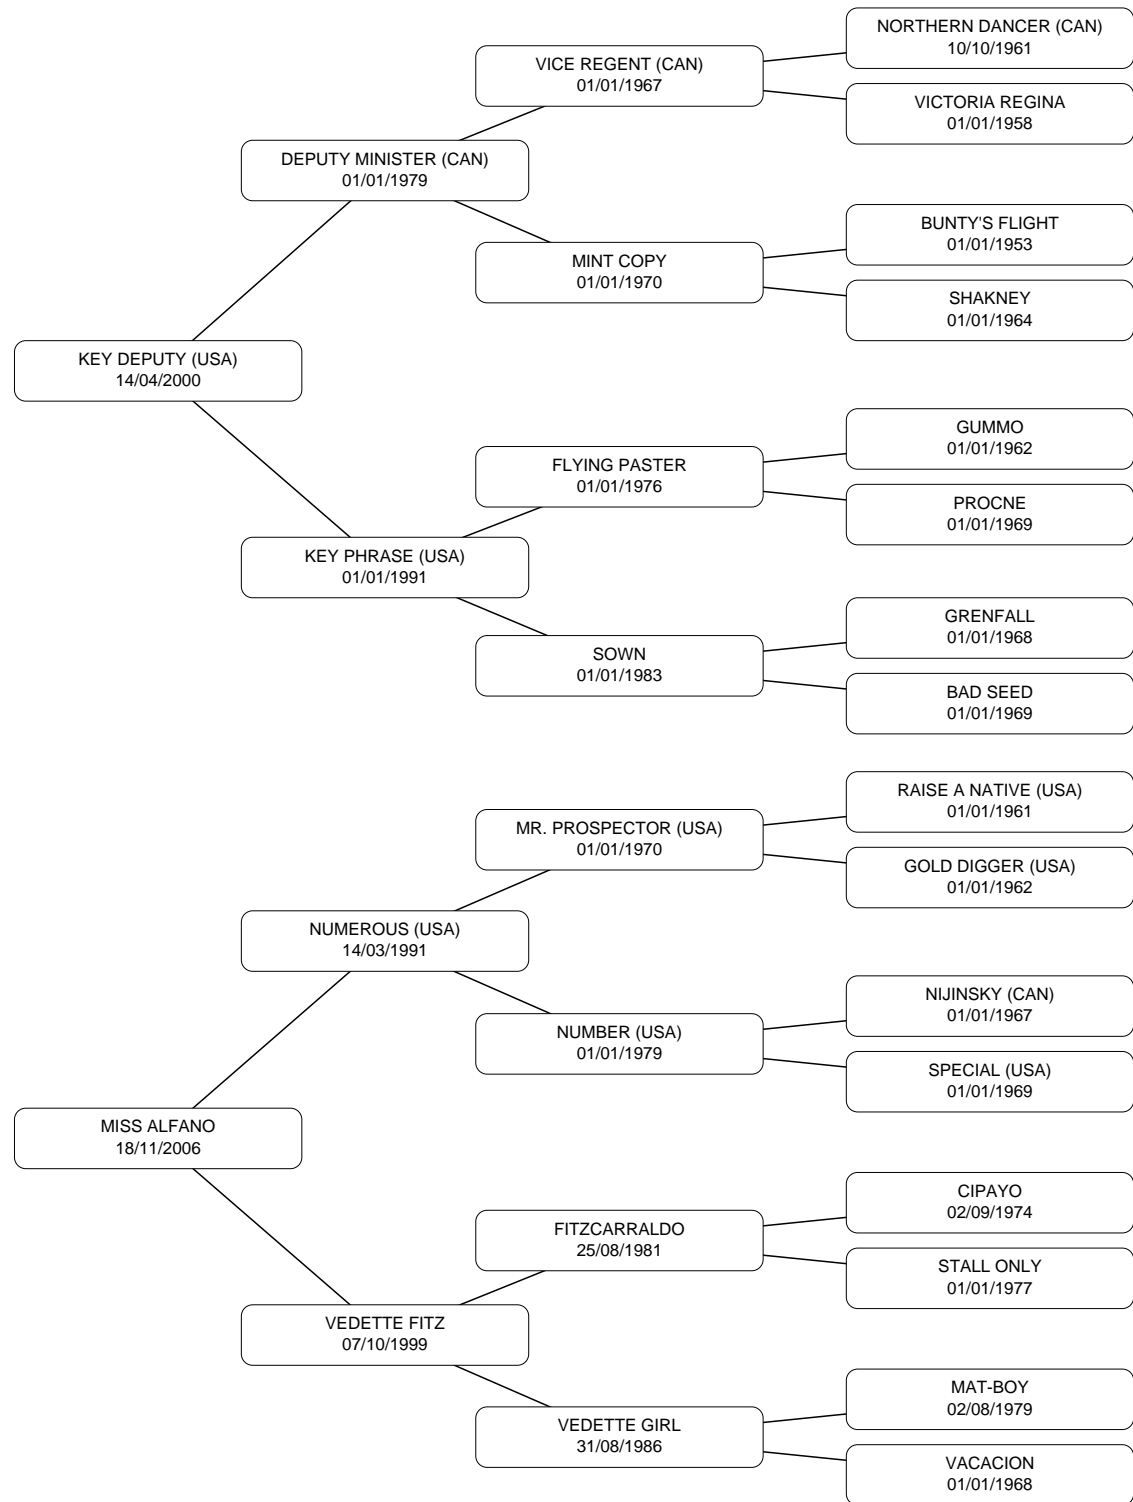 NORTHERN DANCER (CAN)
10/10/1961
VICE REGENT (CAN)
01/01/1967
VICTORIA REGINA
01/01/1958
DEPUTY MINISTER (CAN)
01/01/1979
BUNTY'S FLIGHT
01/01/1953
MINT COPY
01/01/1970
SHAKNEY
01/01/1964
KEY DEPUTY (USA)
14/04/2000
GUMMO
01/01/1962
FLYING PASTER
01/01/1976
PROCNE
01/01/1969
KEY PHRASE (USA)
01/01/1991
GRENFALL
01/01/1968
SOWN
01/01/1983
BAD SEED
01/01/1969
RAISE A NATIVE (USA)
01/01/1961
MR. PROSPECTOR (USA)
01/01/1970
GOLD DIGGER (USA)
01/01/1962
NUMEROUS (USA)
14/03/1991
NIJINSKY (CAN)
01/01/1967
NUMBER (USA)
01/01/1979
SPECIAL (USA)
01/01/1969
MISS ALFANO
18/11/2006
CIPAYO
02/09/1974
FITZCARRALDO
25/08/1981
STALL ONLY
01/01/1977
VEDETTE FITZ
07/10/1999
MAT-BOY
02/08/1979
VEDETTE GIRL
31/08/1986
VACACION
01/01/1968